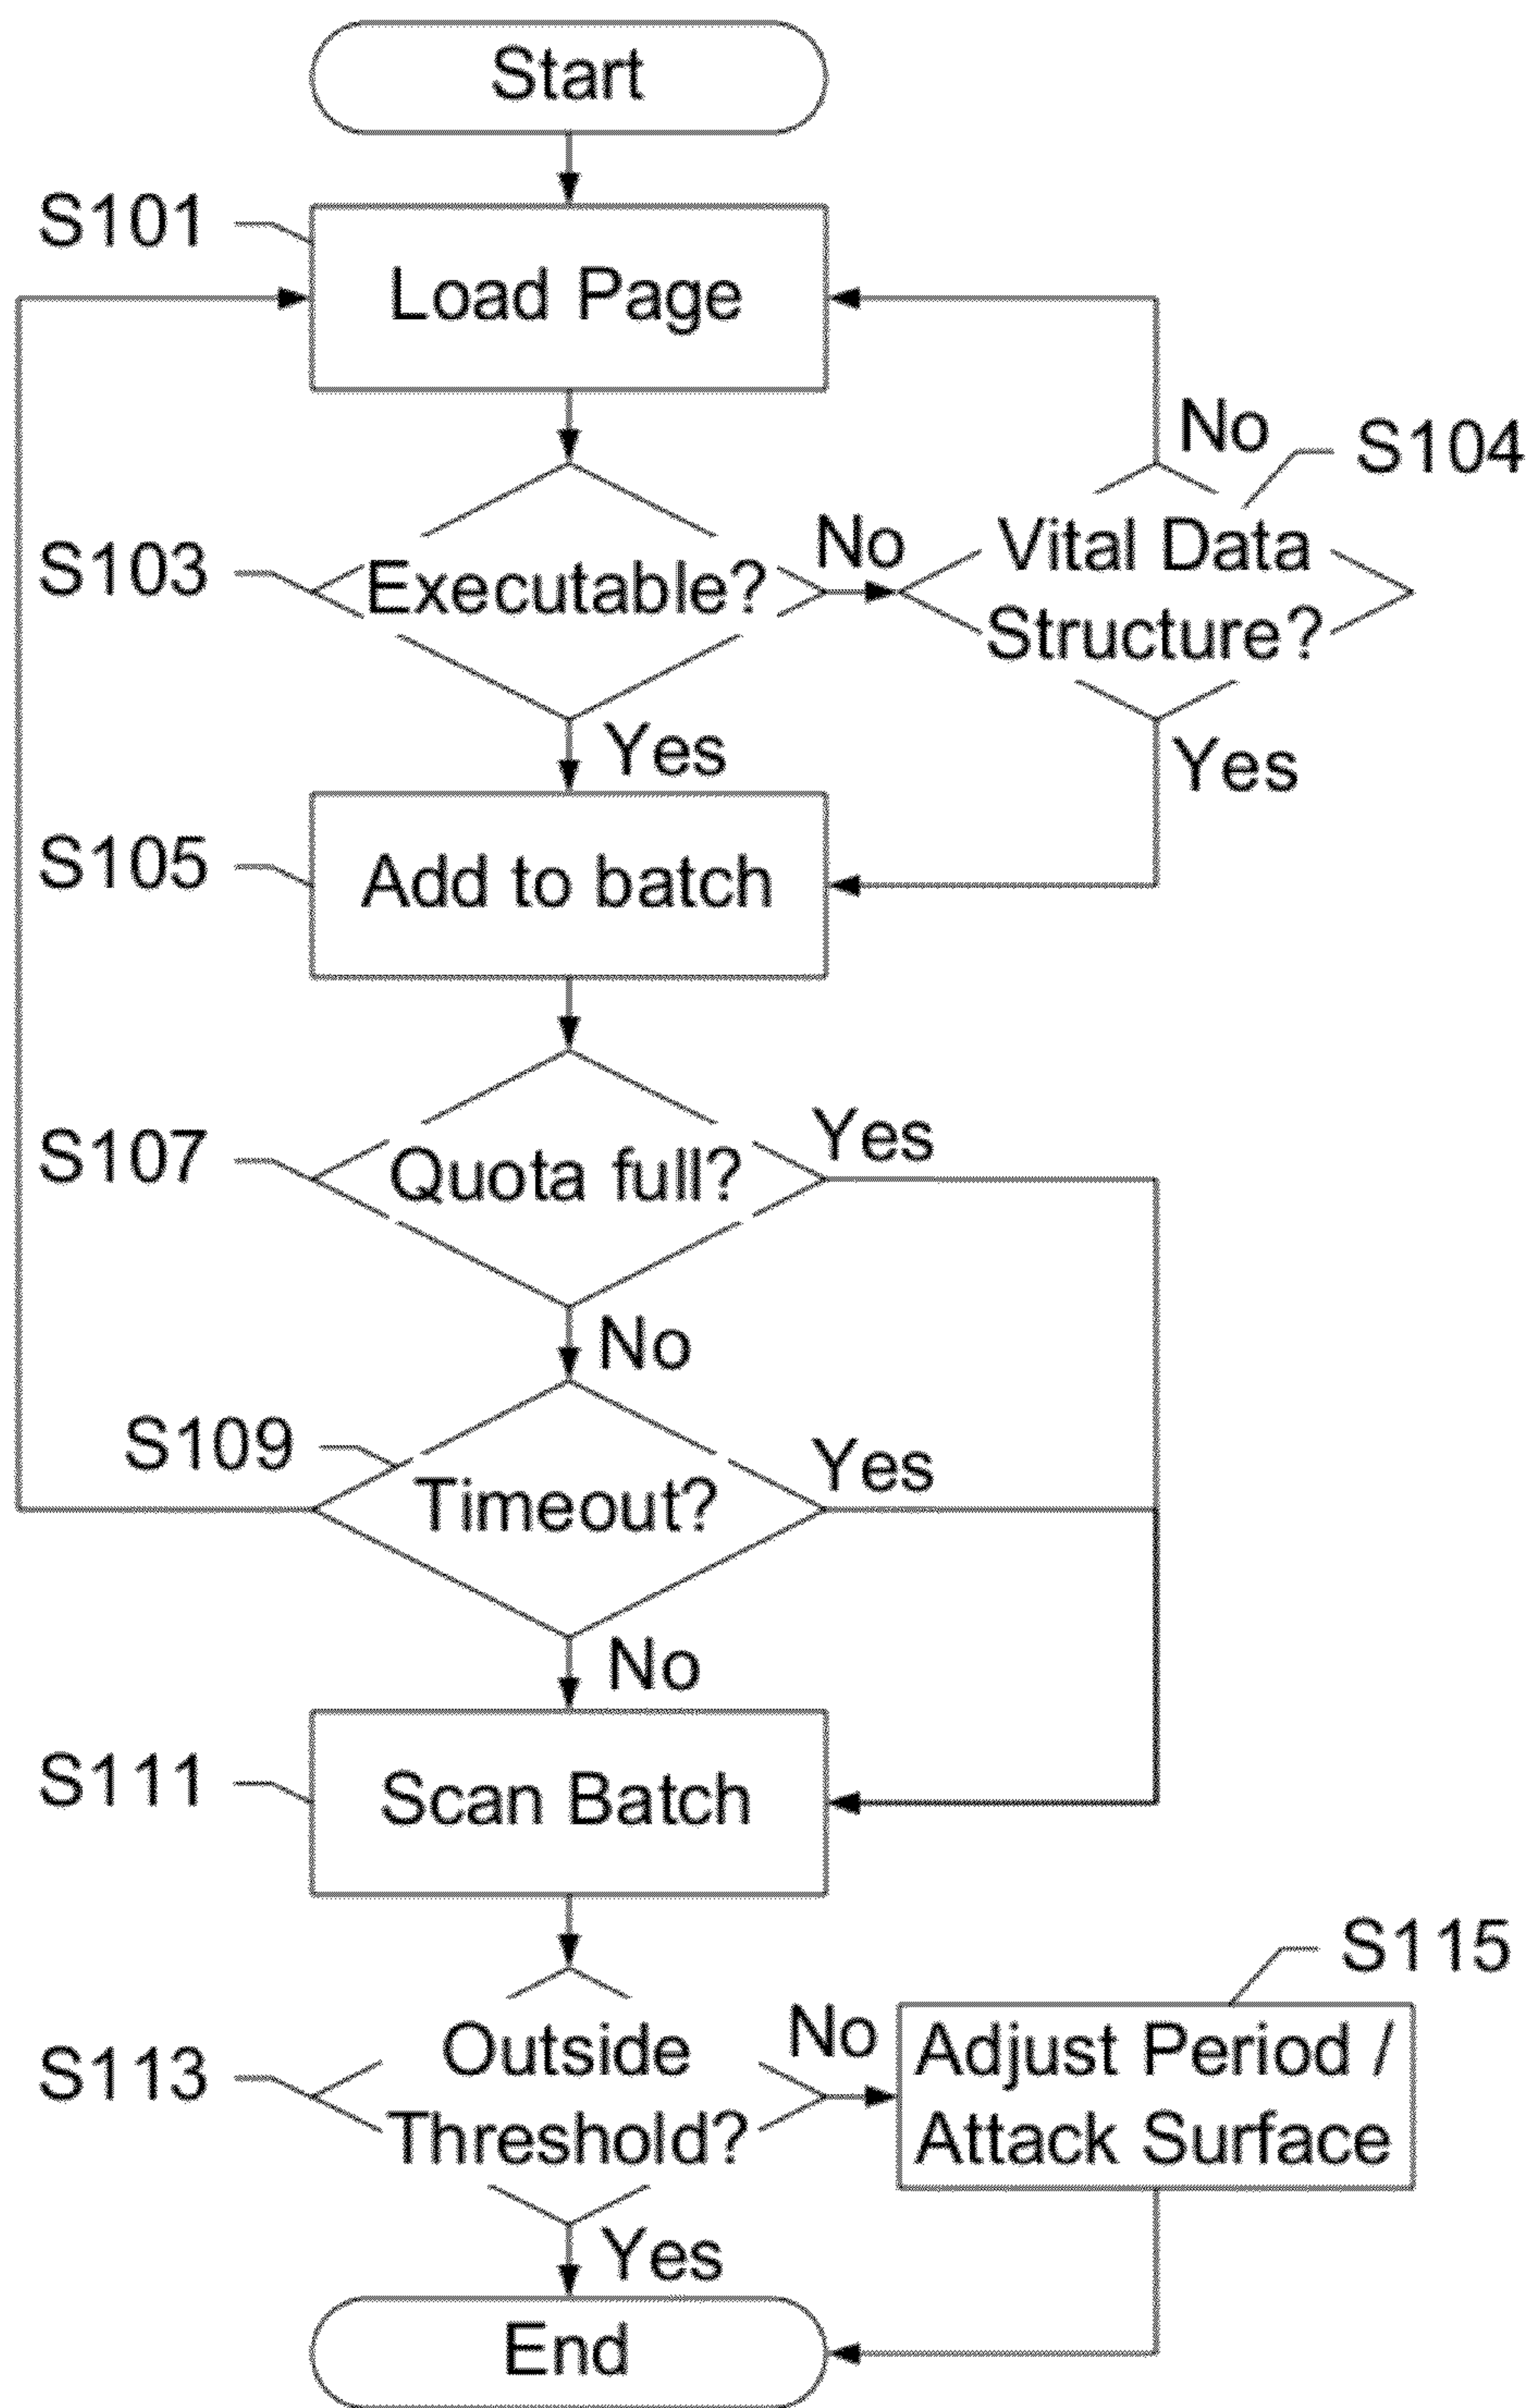 Start
S101
Load Page
No
S104
S103
Executable?
No
Vital Data
Structure?
Yes
Yes
S105
Add to batch
S107
Quota full?
Yes
No
S109
Timeout?
Yes
No
S111
Scan Batch
S115
S113
Outside
Threshold?
No
Adjust Period /
Attack Surface
Yes
End